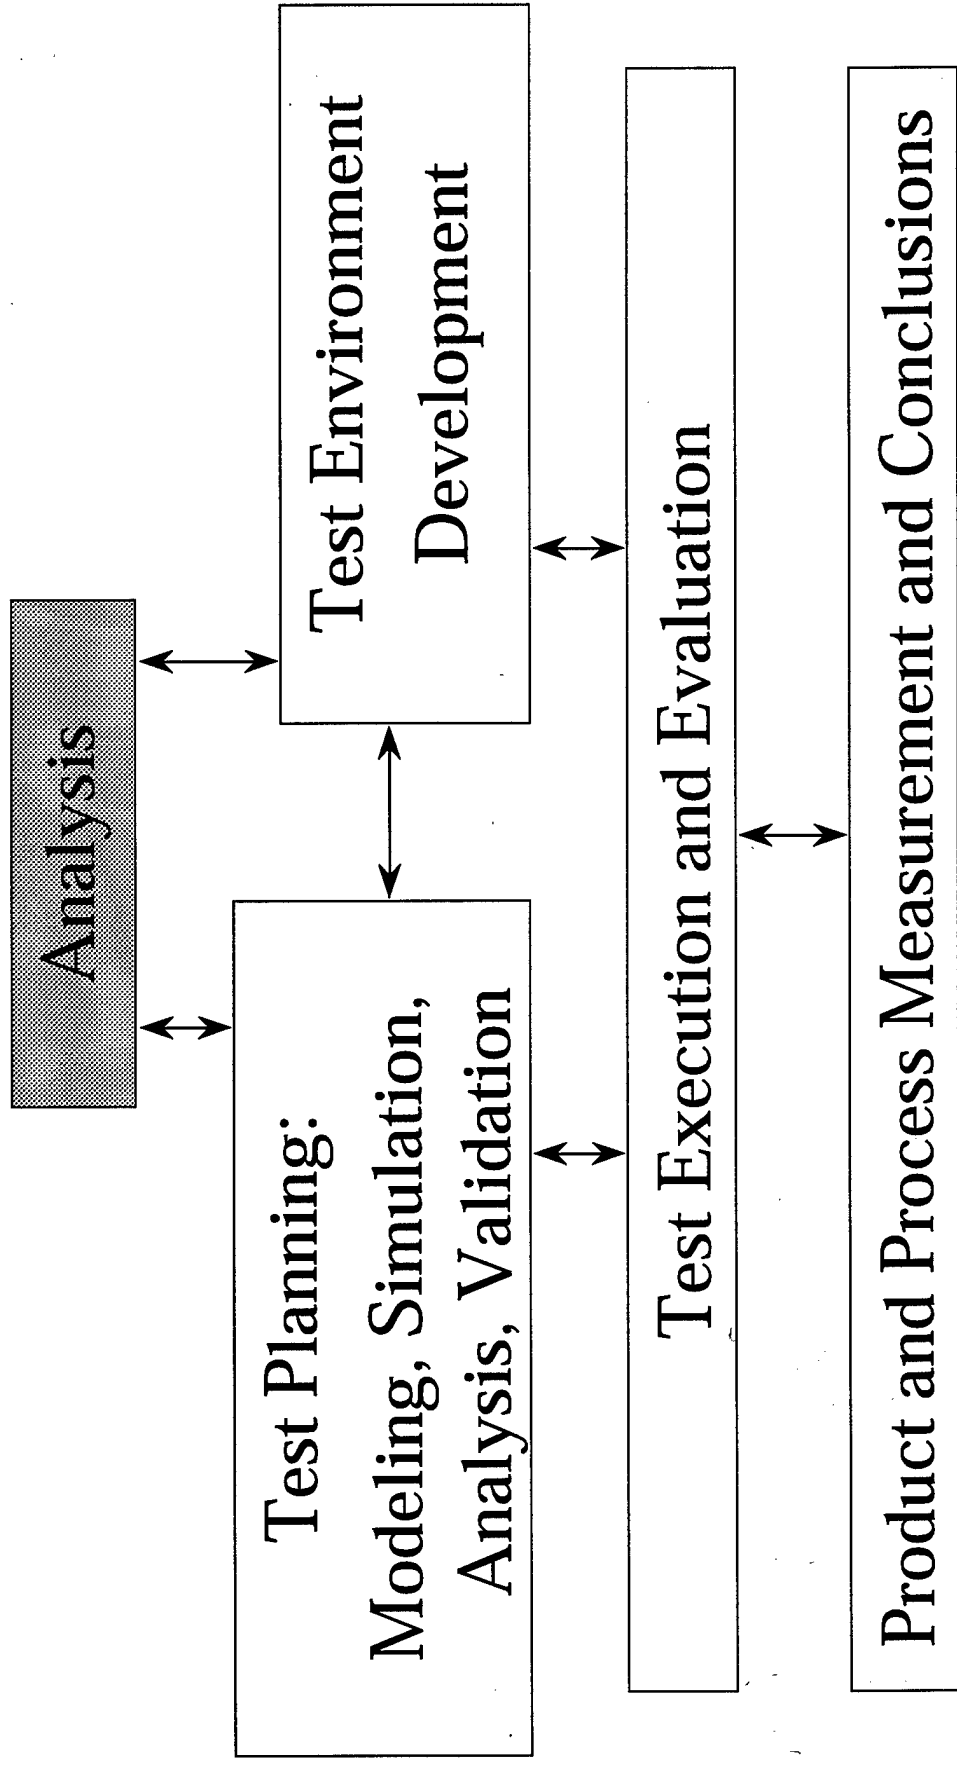 Analysis
Test Planning:
Modeling, Simulation,
Analysis, Validation
Test Environment
Development
Test Execution and Evaluation
Product and Process Measurement and Conclusions